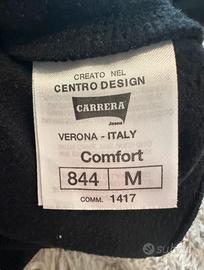 CREATO NEL
CENTRO DESIGN
CARRERA
Jeans
VERONA - ITALY
Comfort
844 M
COMM. 1417
subito